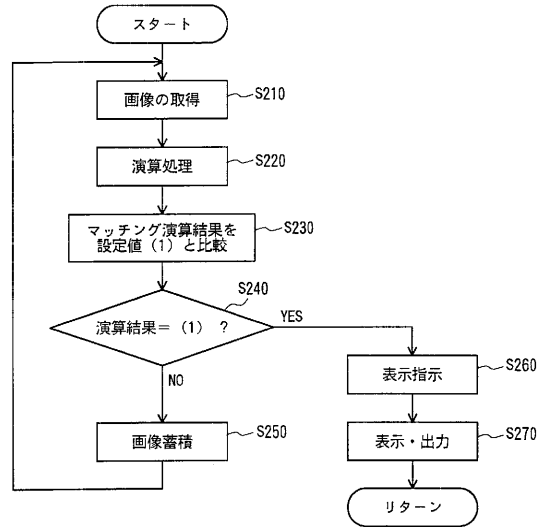 スタート
画像の取得
S210
演算処理
S220
マッチング演算結果を
設定値(1)と比較
S230
S240
演算結果=(1) ?
YES
NO
表示指示
S260
画像蓄積
S250
表示・出力
S270
リターン